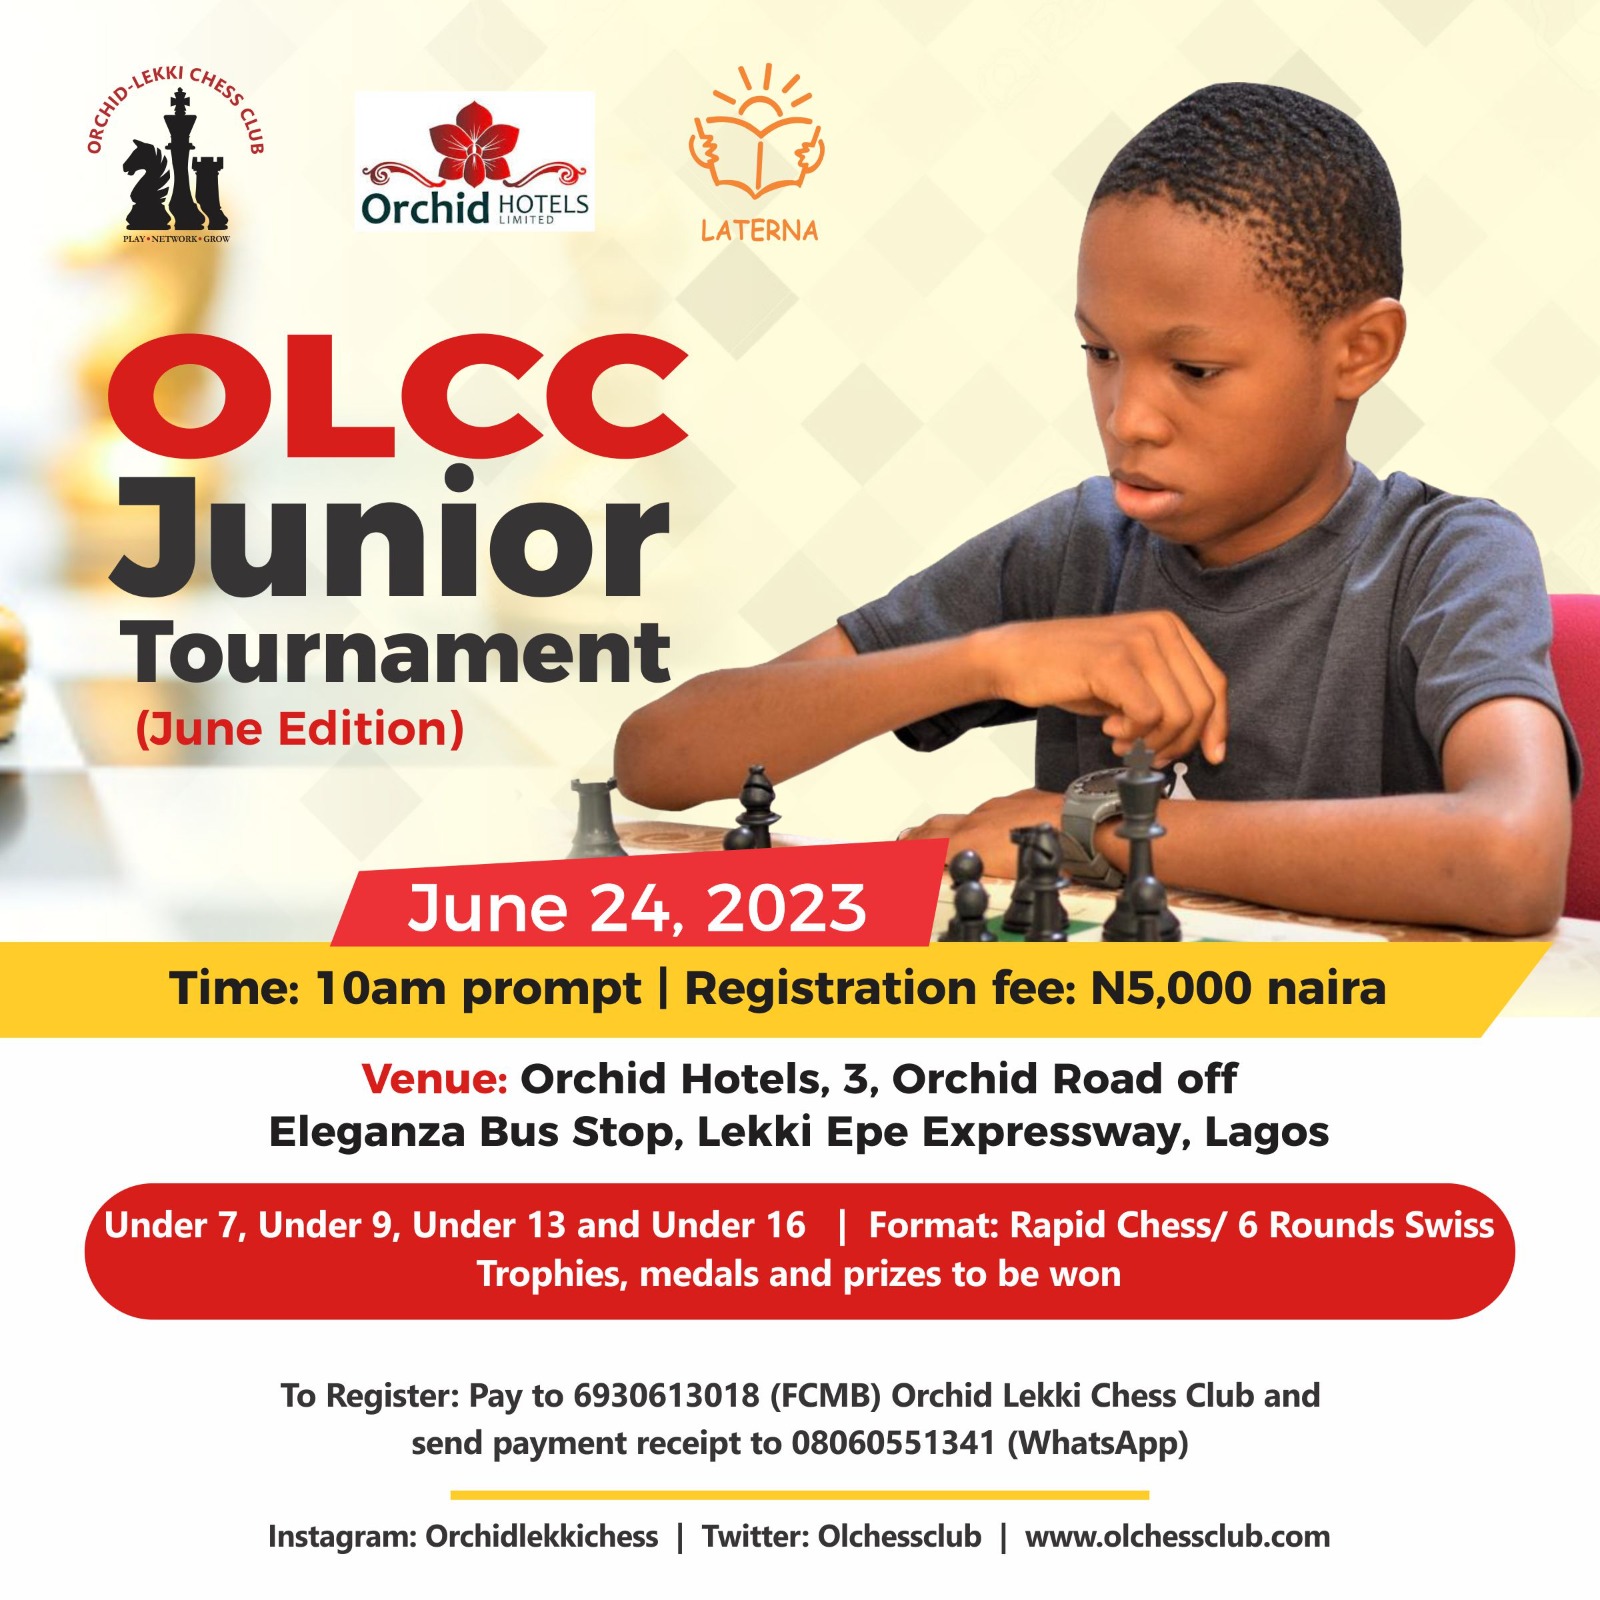 ORCHID-LEKKI CHESS CLUB
PLAY • NETWORK • GROW
Orchid HOTELS
LIMITED
LATERNA
OLCC
Junior
Tournament
(June Edition)
June 24, 2023
Time: 10am prompt | Registration fee: N5,000 naira
Venue: Orchid Hotels, 3, Orchid Road off
Eleganza Bus Stop, Lekki Epe Expressway, Lagos
Under 7, Under 9, Under 13 and Under 16 | Format: Rapid Chess/ 6 Rounds Swiss
Trophies, medals and prizes to be won
To Register: Pay to 6930613018 (FCMB) Orchid Lekki Chess Club and
send payment receipt to 08060551341 (WhatsApp)
Instagram: Orchidlekkichess | Twitter: Olchessclub | www.olchessclub.com